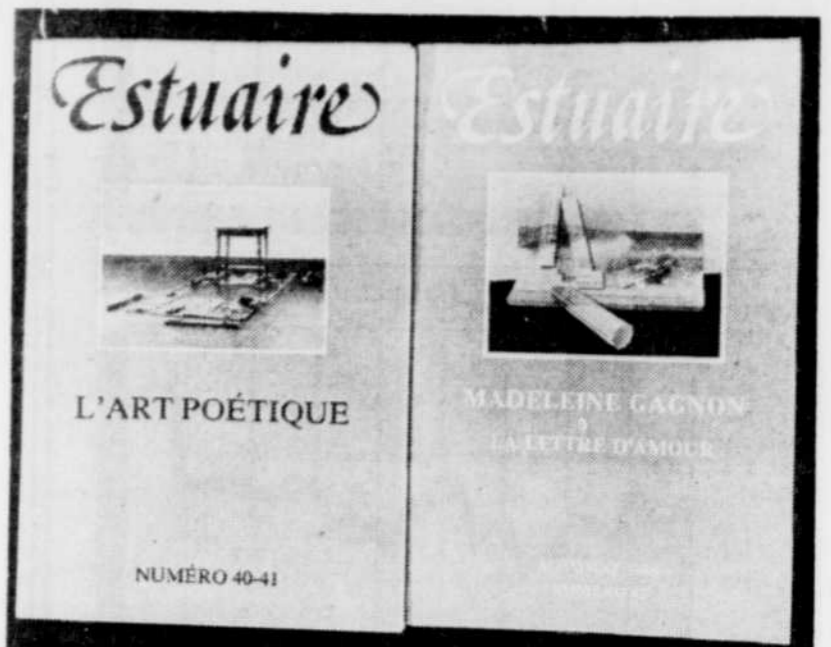 Estuaire
L'ART POÉTIQUE
NUMÉRO 40-41
Estuaire
MADELEINE GAGNON
LA LETTRE D'AMOUR